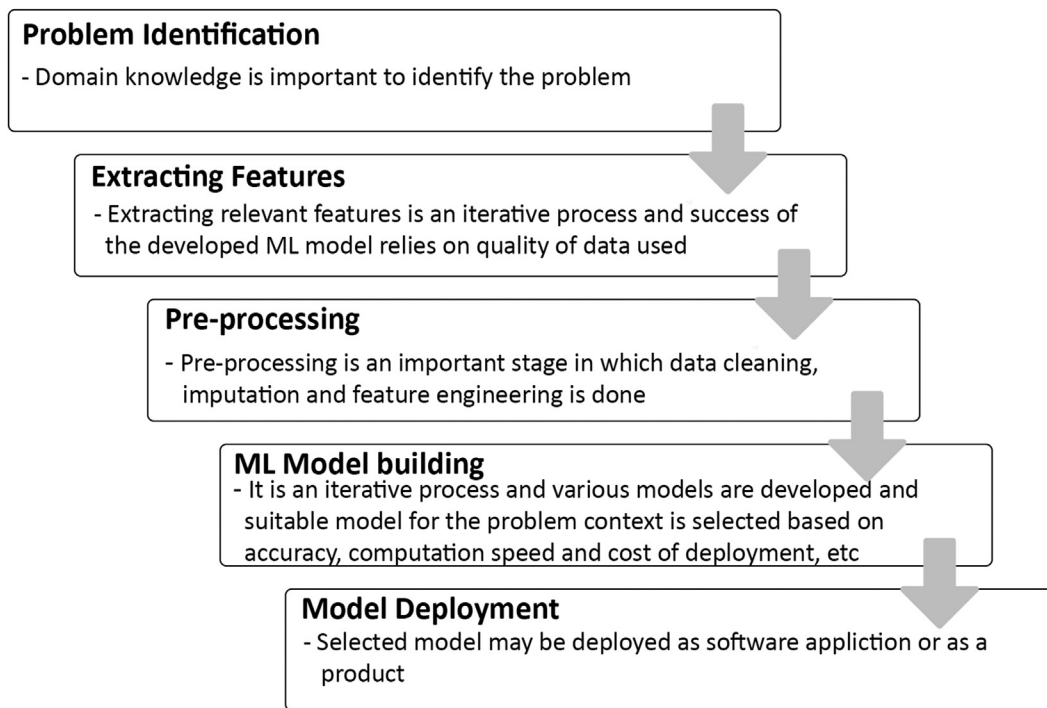 Problem Identification
- Domain knowledge is important to identify the problem
Extracting Features
- Extracting relevant features is an iterative process and success of
the developed ML model relies on quality of data used
Pre-processing
- Pre-processing is an important stage in which data cleaning,
imputation and feature engineering is done
ML Model building
- It is an iterative process and various models are developed and
suitable model for the problem context is selected based on
accuracy, computation speed and cost of deployment, etc
Model Deployment
- Selected model may be deployed as software appliction or as a
product